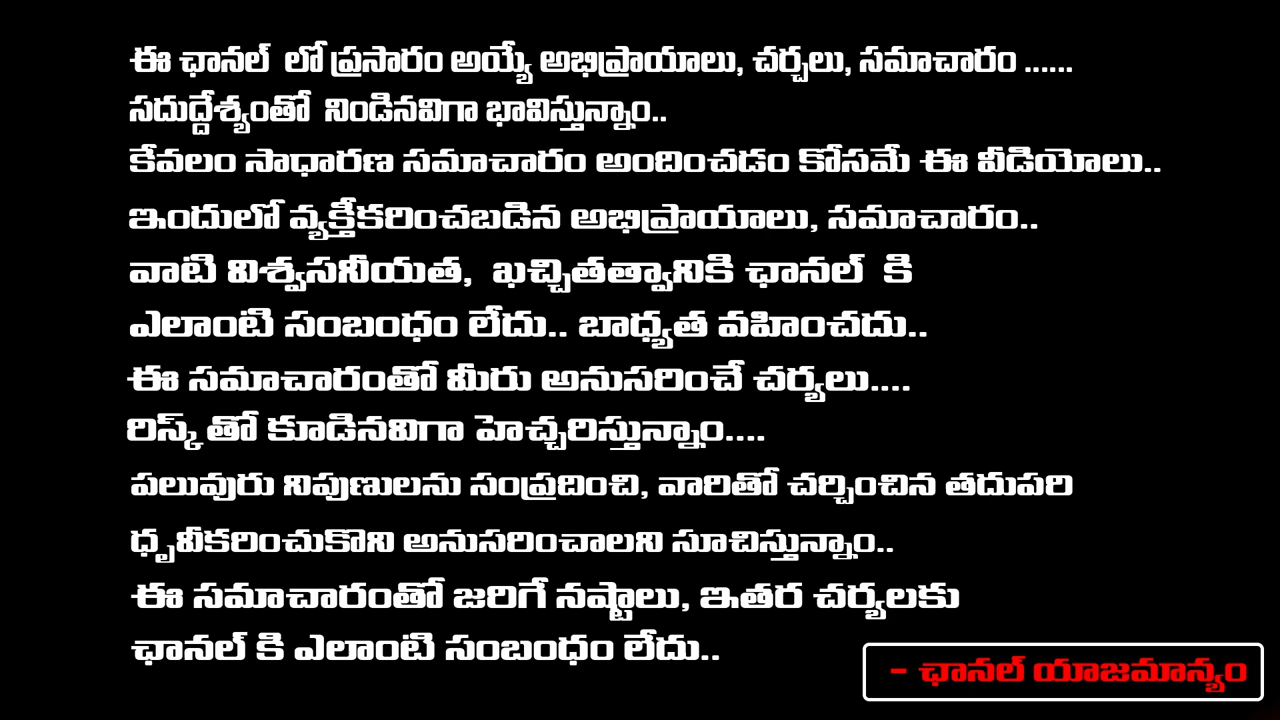 ఈ ఛానల్ లో ప్రసారం అయ్యే అభిప్రాయాలు, చర్చలు, సమాచారం ......
సదుద్దేశ్యంతో నిండినవిగా భావిస్తున్నాం..
కేవలం సాధారణ సమాచారం అందించడం కోసమే ఈ వీడియోలు..
ఇందులో వ్యక్తీకరించబడిన అభిప్రాయాలు, సమాచారం..
వాటి విశ్వసనీయత, ఖచ్చితత్వానికి ఛానల్ కి
ఎలాంటి సంబంధం లేదు.. బాధ్యత వహించదు..
ఈ సమాచారంతో మీరు అనుసరించే చర్యలు....
రిస్క్ తో కూడినవిగా హెచ్చరిస్తున్నాం....
పలువురు నిపుణులను సంప్రదించి, వారితో చర్చించిన తదుపరి
ధృవీకరించుకొని అనుసరించాలని సూచిస్తున్నాం..
ఈ సమాచారంతో జరిగే నష్టాలు, ఇతర చర్యలకు
ఛానల్ కి ఎలాంటి సంబంధం లేదు..
- ఛానల్ యాజమాన్యం